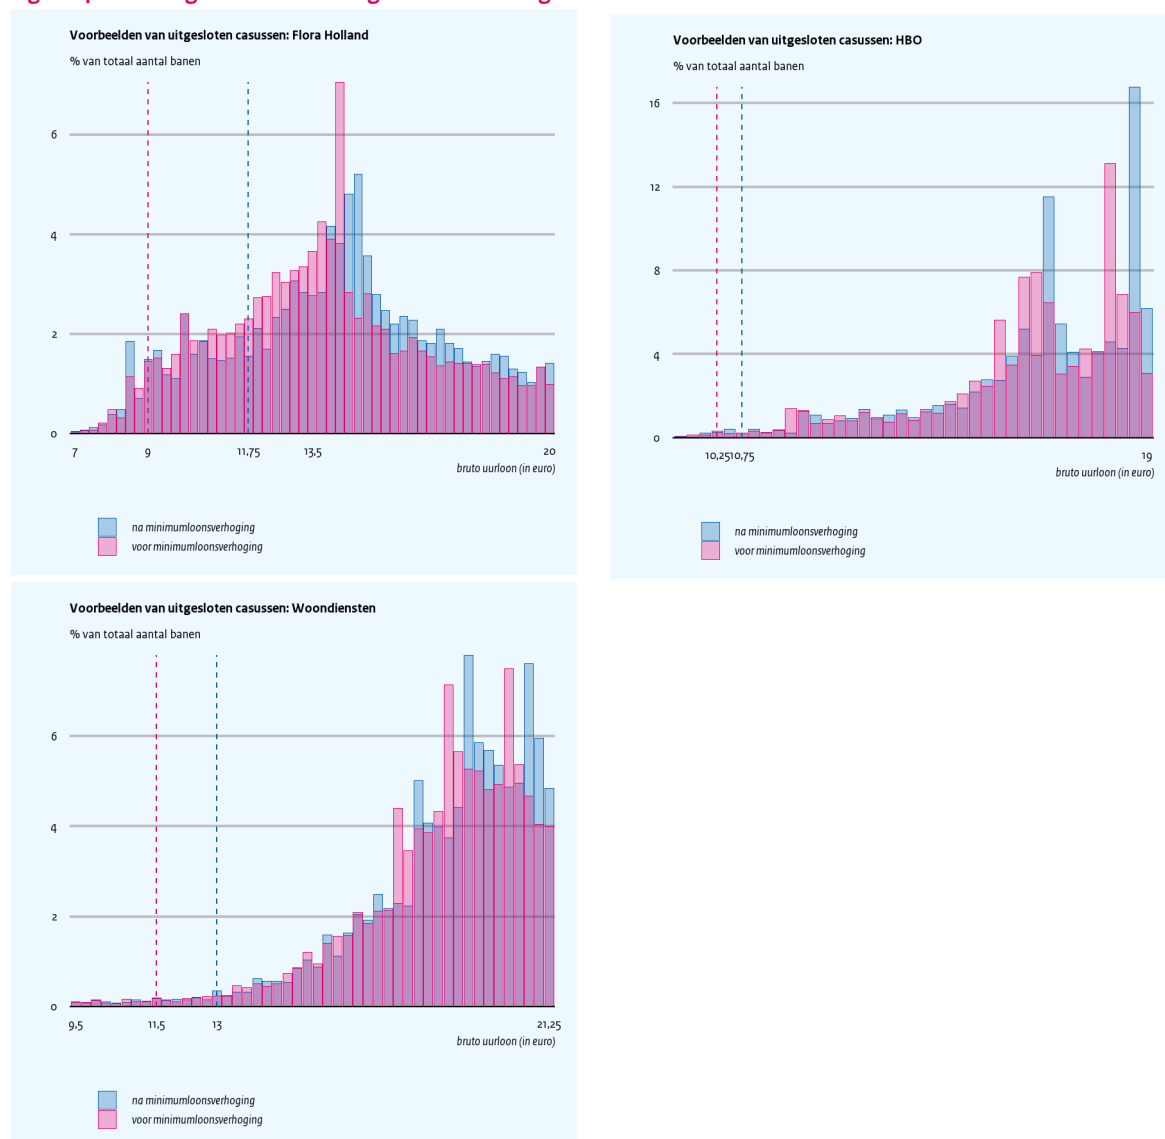 Voorbeelden van uitgesloten casussen: Flora Holland
% van totaal aantal banen
6
4
2
0
7
9
11,75
13,5
20
bruto uurloon (in euro)
na minimumloonsverhoging
voor minimumloonsverhoging
Voorbeelden van uitgesloten casussen: HBO
% van totaal aantal banen
16
12
8
4
0
10,25
10,75
19
bruto uurloon (in euro)
na minimumloonsverhoging
voor minimumloonsverhoging
Voorbeelden van uitgesloten casussen: Woondiensten
% van totaal aantal banen
6
4
2
0
9,5
11,5
13
21,25
bruto uurloon (in euro)
na minimumloonsverhoging
voor minimumloonsverhoging